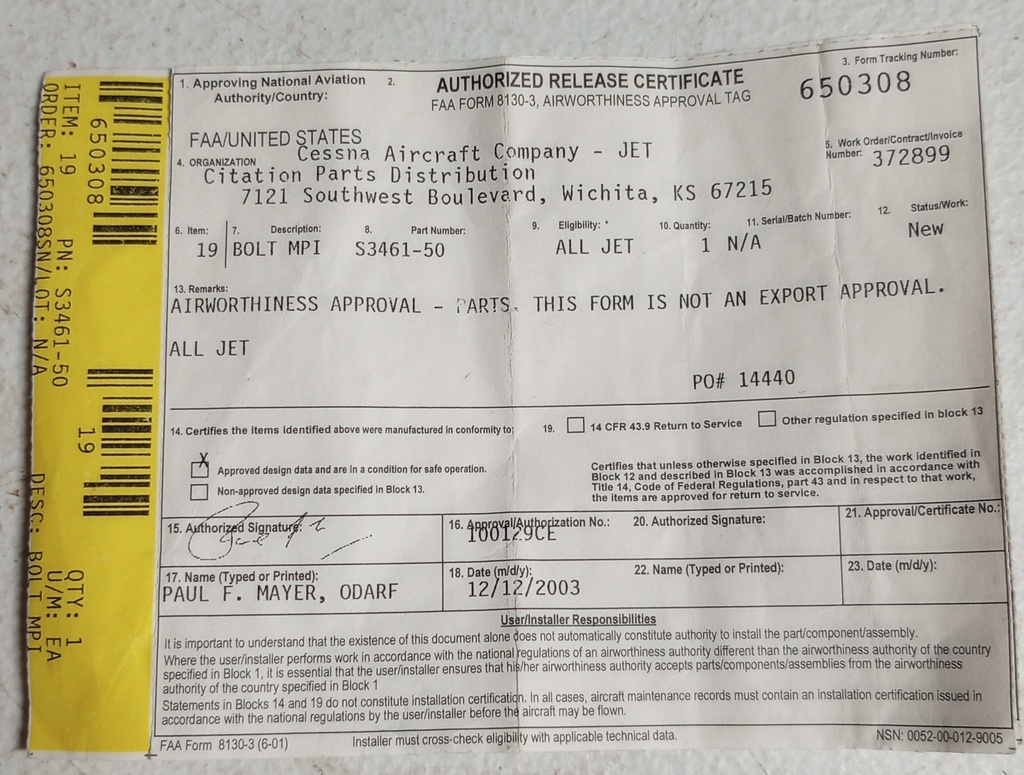 ITEM: 19 PN: S3461-50 QTY: 1
ORDER: 650308SN/LOT: N/A DESC: BOLT MPI U/M: EA
650308
19
1. Approving National Aviation Authority/Country:
2. AUTHORIZED RELEASE CERTIFICATE
FAA FORM 8130-3, AIRWORTHINESS APPROVAL TAG
3. Form Tracking Number:
650308
FAA/UNITED STATES
4. ORGANIZATION Cessna Aircraft Company - JET
Citation Parts Distribution
7121 Southwest Boulevard, Wichita, KS 67215
5. Work Order/Contract/Invoice
Number: 372899
6. Item: 7. Description: 8. Part Number: 9. Eligibility: * 10. Quantity: 11. Serial/Batch Number: 12. Status/Work:
19 BOLT MPI S3461-50 ALL JET 1 N/A New
13. Remarks:
AIRWORTHINESS APPROVAL - PARTS. THIS FORM IS NOT AN EXPORT APPROVAL.
ALL JET
PO# 14440
14. Certifies the items identified above were manufactured in conformity to:
X Approved design data and are in a condition for safe operation.
Non-approved design data specified in Block 13.
19. 14 CFR 43.9 Return to Service Other regulation specified in block 13
Certifies that unless otherwise specified in Block 13, the work identified in
Block 12 and described in Block 13 was accomplished in accordance with
Title 14, Code of Federal Regulations, part 43 and in respect to that work,
the items are approved for return to service.
15. Authorized Signature:
16. Approval/Authorization No.:
100129CE
20. Authorized Signature:
21. Approval/Certificate No.:
17. Name (Typed or Printed):
PAUL F. MAYER, ODARF
18. Date (m/d/y):
12/12/2003
22. Name (Typed or Printed):
23. Date (m/d/y):
User/Installer Responsibilities
It is important to understand that the existence of this document alone does not automatically constitute authority to install the part/component/assembly.
Where the user/installer performs work in accordance with the national regulations of an airworthiness authority different than the airworthiness authority of the country
specified in Block 1, it is essential that the user/installer ensures that his/her airworthiness authority accepts parts/components/assemblies from the airworthiness
authority of the country specified in Block 1
Statements in Blocks 14 and 19 do not constitute installation certification. In all cases, aircraft maintenance records must contain an installation certification issued in
accordance with the national regulations by the user/installer before the aircraft may be flown.
FAA Form 8130-3 (6-01) Installer must cross-check eligibility with applicable technical data. NSN: 0052-00-012-9005